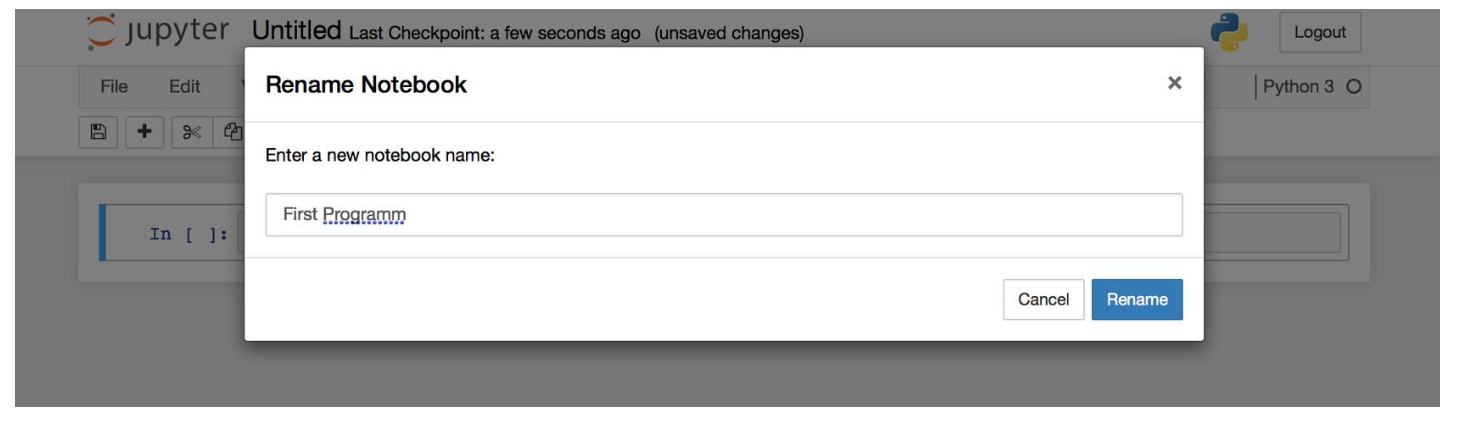 jupyter Untitled Last Checkpoint: a few seconds ago (unsaved changes) Logout
File Edit Python 3
Rename Notebook ×
Enter a new notebook name:
First Programm
In [ ]:
Cancel Rename